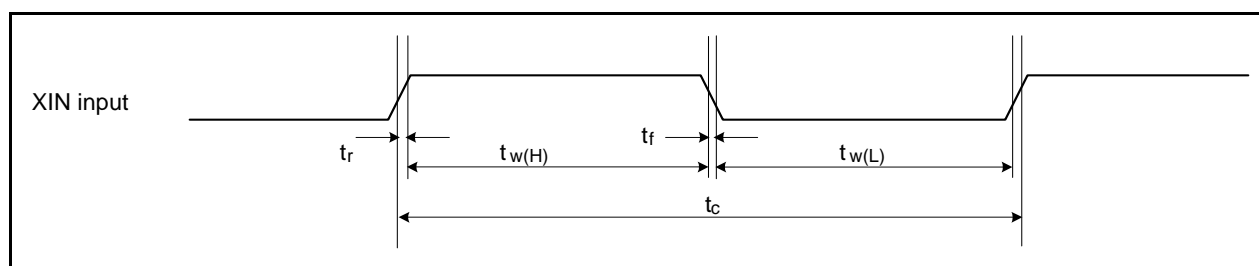 XIN input
tr
tw(H)
tf
tw(L)
tc